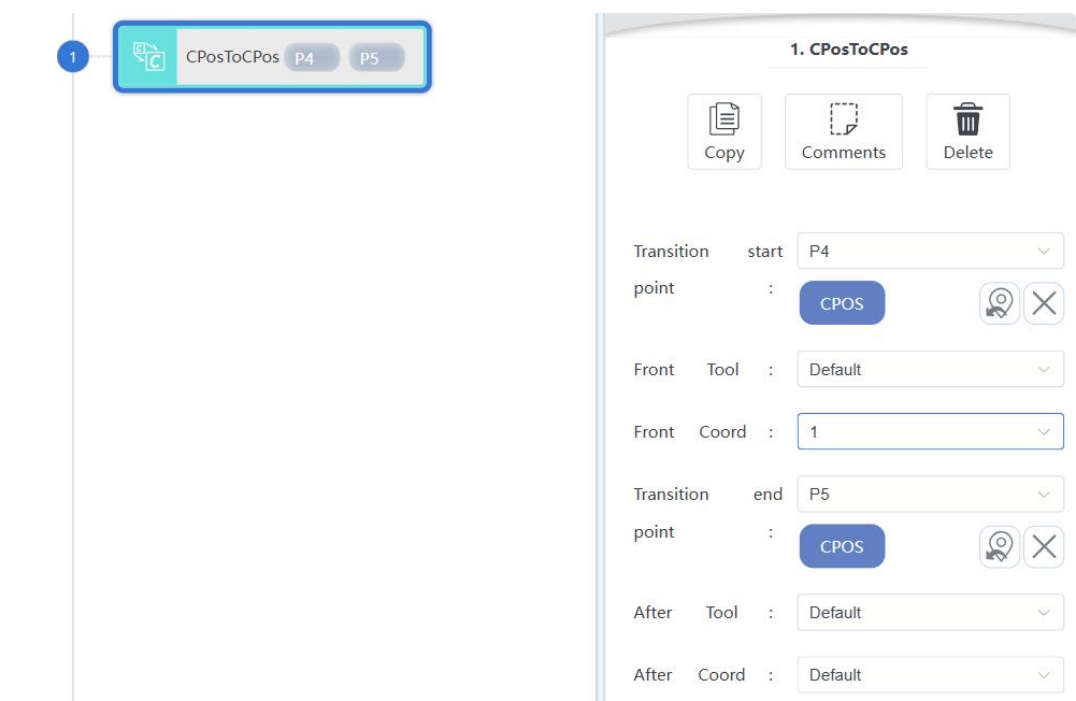 1
CPosToCPos P4 P5
1. CPosToCPos
Copy Comments Delete
Transition start P4
point :
CPOS
Front Tool : Default
Front Coord : 1
Transition end P5
point :
CPOS
After Tool : Default
After Coord : Default